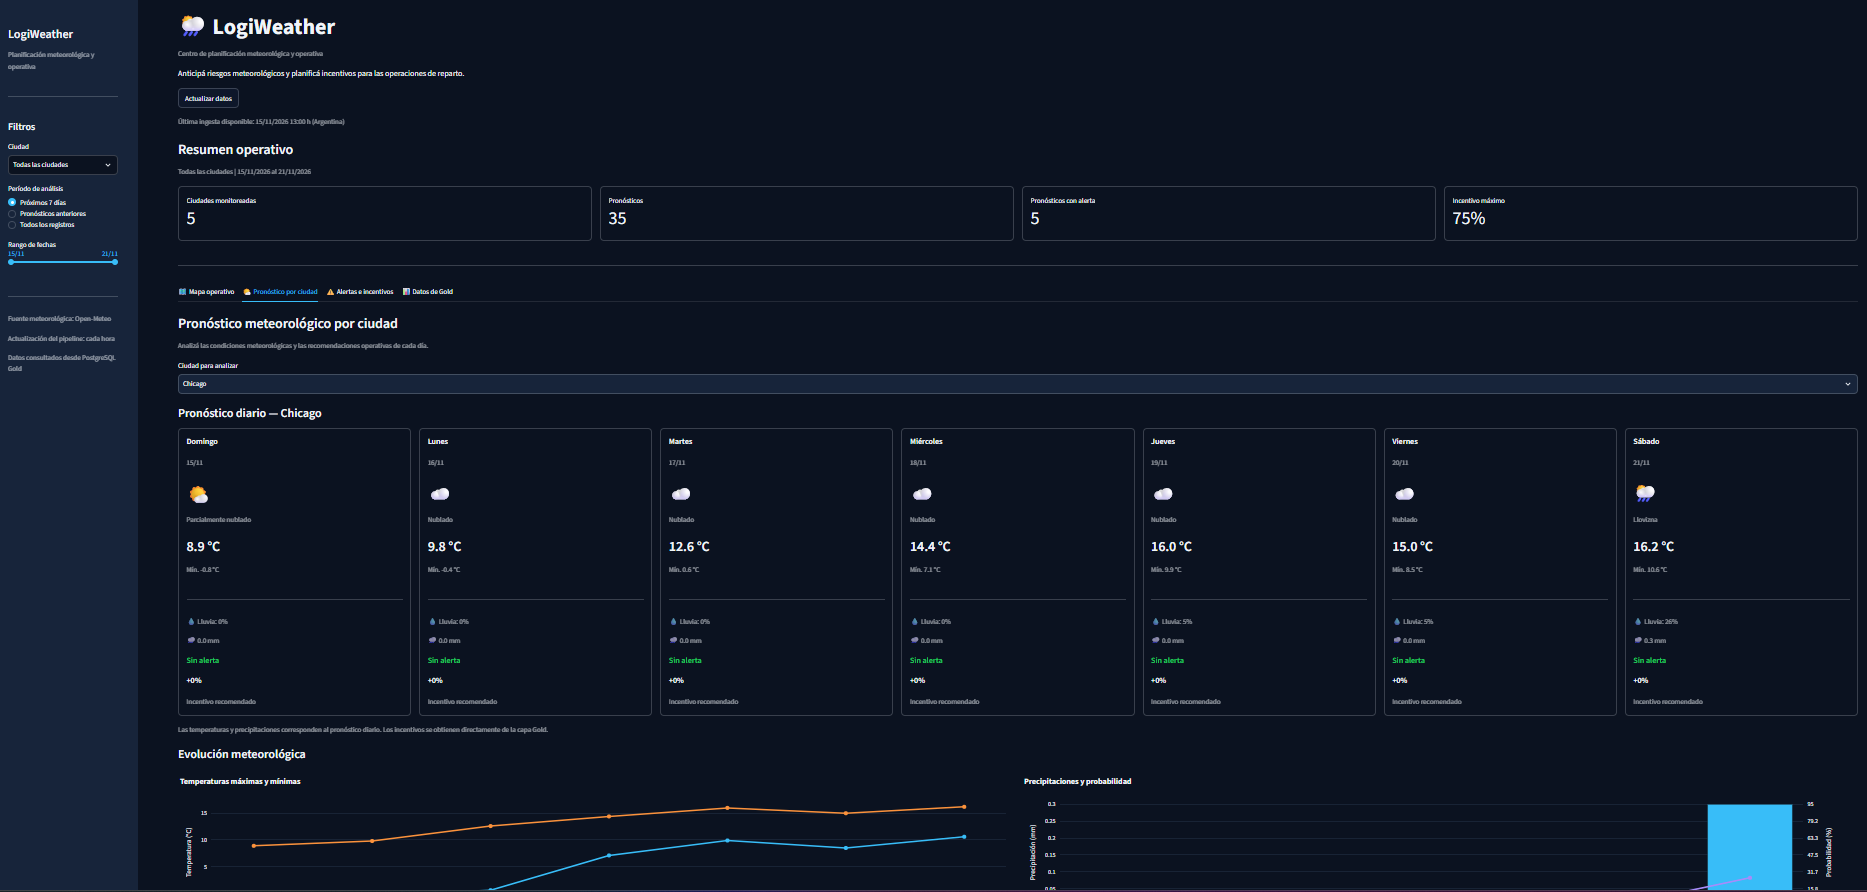 LogiWeather
Planificación meteorológica y
operativa
Filtros
Ciudad
Todas las ciudades
Período de análisis
Próximos 7 días
Pronósticos anteriores
Todos los registros
Rango de fechas
15/11 21/11
Fuente meteorológica: Open-Meteo
Actualización del pipeline: cada hora
Datos consultados desde PostgreSQL
Gold
LogiWeather
Centro de planificación meteorológica y operativa
Anticipá riesgos meteorológicos y planificá incentivos para las operaciones de reparto.
Actualizar datos
Última ingesta disponible: 15/11/2026 13:00 h (Argentina)
Resumen operativo
Todas las ciudades | 15/11/2026 al 21/11/2026
Ciudades monitoreadas
5
Pronósticos
35
Pronósticos con alerta
5
Incentivo máximo
75%
Mapa operativo Pronóstico por ciudad Alertas e incentivos Datos de Gold
Pronóstico meteorológico por ciudad
Analizá las condiciones meteorológicas y las recomendaciones operativas de cada día.
Ciudad para analizar
Chicago
Pronóstico diario — Chicago
Domingo
15/11
Parcialmente nublado
8.9 °C
Mín. -0.8 °C
Lluvia: 0%
0.0 mm
Sin alerta
+0%
Incentivo recomendado
Lunes
16/11
Nublado
9.8 °C
Mín. -0.4 °C
Lluvia: 0%
0.0 mm
Sin alerta
+0%
Incentivo recomendado
Martes
17/11
Nublado
12.6 °C
Mín. 0.6 °C
Lluvia: 0%
0.0 mm
Sin alerta
+0%
Incentivo recomendado
Miércoles
18/11
Nublado
14.4 °C
Mín. 7.1 °C
Lluvia: 0%
0.0 mm
Sin alerta
+0%
Incentivo recomendado
Jueves
19/11
Nublado
16.0 °C
Mín. 9.9 °C
Lluvia: 5%
0.0 mm
Sin alerta
+0%
Incentivo recomendado
Viernes
20/11
Nublado
15.0 °C
Mín. 8.5 °C
Lluvia: 5%
0.0 mm
Sin alerta
+0%
Incentivo recomendado
Sábado
21/11
Llovizna
16.2 °C
Mín. 10.6 °C
Lluvia: 26%
0.3 mm
Sin alerta
+0%
Incentivo recomendado
Las temperaturas y precipitaciones corresponden al pronóstico diario. Los incentivos se obtienen directamente de la capa Gold.
Evolución meteorológica
Temperaturas máximas y mínimas
Temperatura (°C)
15
10
5
Precipitaciones y probabilidad
Precipitación (mm)
0.3
0.25
0.2
0.15
0.1
0.05
95
79.2
63.3
47.5
31.7
15.8
Probabilidad (%)